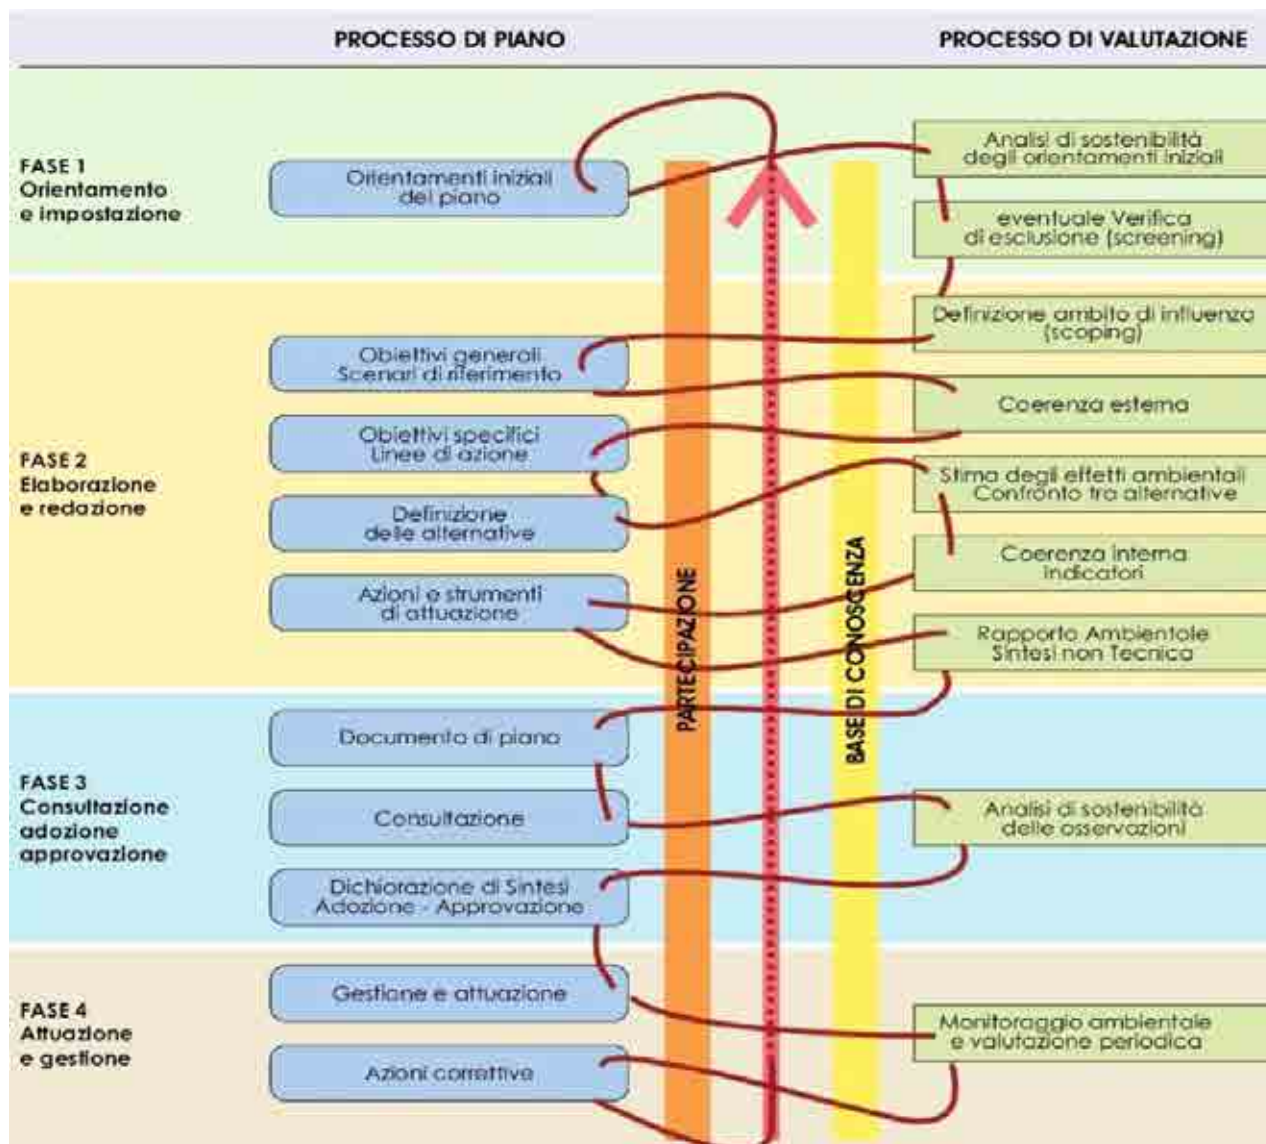 PROCESSO DI PIANO
PROCESSO DI VALUTAZIONE
FASE 1
Orientamento
e impostazione
Orientamenti iniziali
del piano
Analisi di sostenibilità
degli orientamenti iniziali
eventuale Verifica
di esclusione (screening)
FASE 2
Elaborazione
e redazione
Obiettivi generali
Scenari di riferimento
Obiettivi specifici
Linee di azione
Definizione
delle alternative
Azioni e strumenti
di attuazione
Definizione ambito di influenza
(scoping)
Coerenza esterna
Stima degli effetti ambientali
Confronto tra alternative
Coerenza interna
Indicatori
Rapporto Ambientale
Sintesi non Tecnica
PARTECIPAZIONE
BASE DI CONOSCENZA
FASE 3
Consultazione
adozione
approvazione
Documento di piano
Consultazione
Dichiarazione di Sintesi
Adozione - Approvazione
Analisi di sostenibilità
delle osservazioni
FASE 4
Attuazione
e gestione
Gestione e attuazione
Azioni correttive
Monitoraggio ambientale
e valutazione periodica